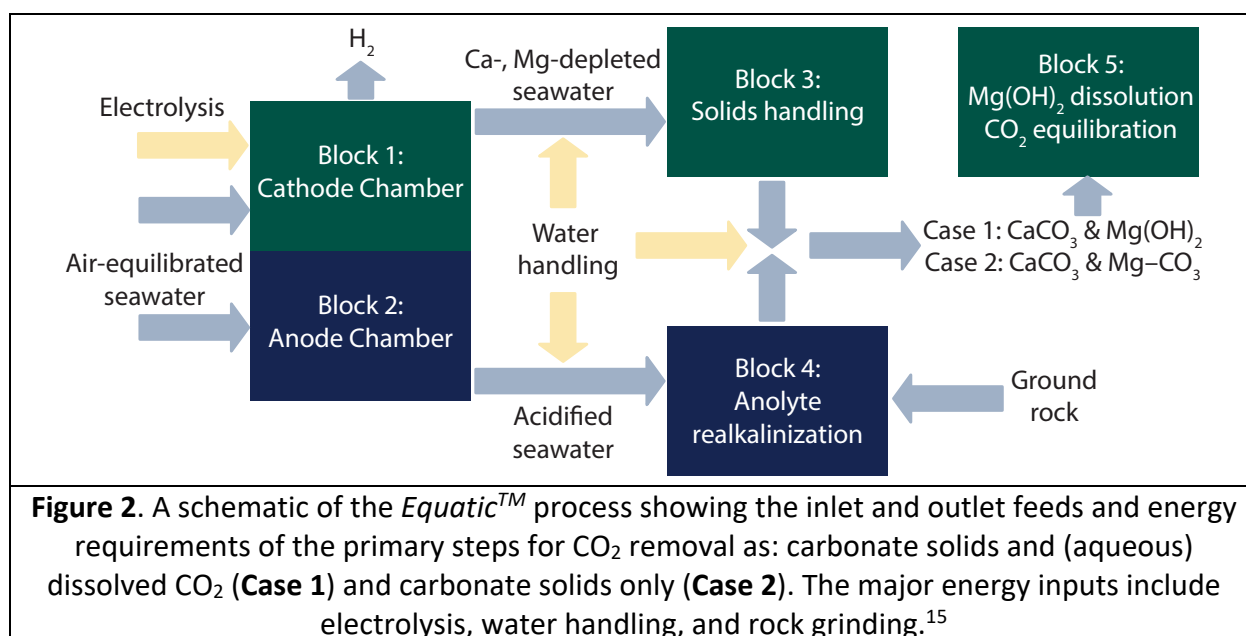 H₂
Electrolysis
Air-equilibrated
seawater
Block 1:
Cathode Chamber
Block 2:
Anode Chamber
Ca-, Mg-depleted
seawater
Water
handling
Acidified
seawater
Block 3:
Solids handling
Block 4:
Anolyte
realkalinization
Ground
rock
Case 1: CaCO₃ & Mg(OH)₂
Case 2: CaCO₃ & Mg–CO₃
Block 5:
Mg(OH)₂ dissolution
CO₂ equilibration
Figure 2. A schematic of the Equatic™ process showing the inlet and outlet feeds and energy
requirements of the primary steps for CO₂ removal as: carbonate solids and (aqueous)
dissolved CO₂ (Case 1) and carbonate solids only (Case 2). The major energy inputs include
electrolysis, water handling, and rock grinding.¹⁵